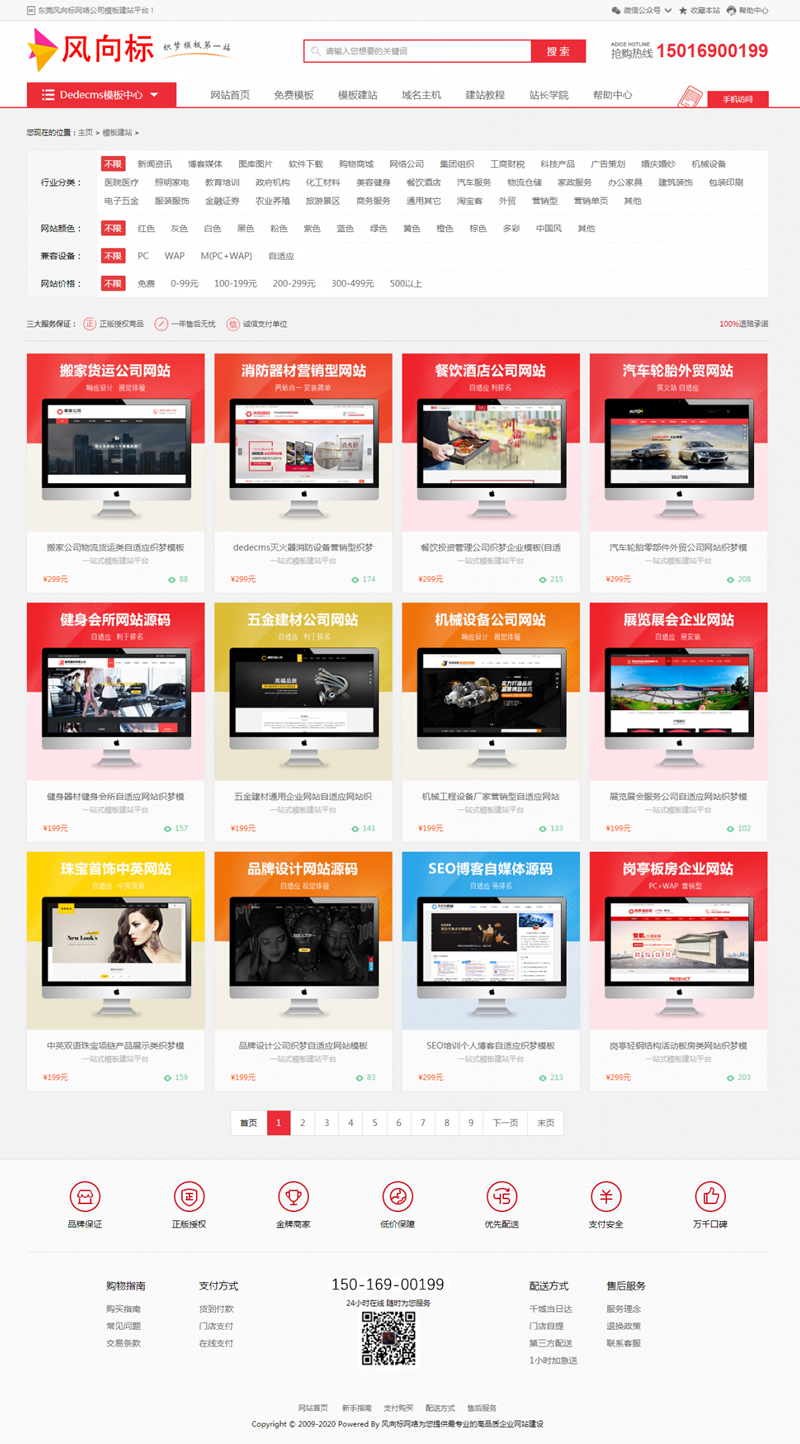 东莞风向标网络公司模板建站平台！
微信公众号 收藏本站 帮助中心
风向标
织梦模板第一站
请输入您想要的关键词
搜 索
ADICE HOTLINE
抢购热线 15016900199
Dedecms模板中心
网站首页 免费模板 模板建站 域名主机 建站教程 站长学院 帮助中心
手机访问
您现在的位置：主页 > 模板建站 >
行业分类： 不限 新闻资讯 博客媒体 图库图片 软件下载 购物商城 网络公司 集团组织 工商财税 科技产品 广告策划 婚庆婚纱 机械设备
医院医疗 照明家电 教育培训 政府机构 化工材料 美容健身 餐饮酒店 汽车服务 物流仓储 家政服务 办公家具 建筑装饰 包装印刷
电子五金 服装服饰 金融证券 农业养殖 旅游景区 商务服务 通用其它 淘宝客 外贸 营销型 营销单页 其他
网站颜色： 不限 红色 灰色 白色 黑色 粉色 紫色 蓝色 绿色 黄色 橙色 棕色 多彩 中国风 其他
兼容设备： 不限 PC WAP M(PC+WAP) 自适应
网站价格： 不限 免费 0-99元 100-199元 200-299元 300-499元 500以上
三大服务保证： 正 正版授权商品 一年售后无忧 信 诚信支付单位
100%退赔承诺
搬家货运公司网站 消防器材营销型网站 餐饮酒店公司网站 汽车轮胎外贸网站
响应设计 视觉体验 两站合一 安装简单 自适应 利排名 英文站 自适应
搬家公司物流货运类自适应织梦模板 dedecms灭火器消防设备营销型织梦 餐饮投资管理公司织梦企业模板(自适 汽车轮胎零部件外贸公司网站织梦模
一站式模板建站平台 一站式模板建站平台 一站式模板建站平台 一站式模板建站平台
¥299元 88 ¥299元 174 ¥299元 215 ¥299元 208
健身会所网站源码 五金建材公司网站 机械设备公司网站 展览展会企业网站
自适应 利于排名 自适应 利于排名 响应设计 视觉体验 自适应 易安装
高端品质
健身器材健身会所自适应网站织梦模 五金建材通用企业网站自适应网站织 机械工程设备厂家营销型自适应网站 展览展会服务公司自适应网站织梦模
一站式模板建站平台 一站式模板建站平台 一站式模板建站平台 一站式模板建站平台
¥199元 157 ¥199元 141 ¥199元 133 ¥199元 102
珠宝首饰中英网站 品牌设计网站源码 SEO博客自媒体源码 岗亭板房企业网站
自适应 中英双语 自适应 视觉体验 自适应 易排名 PC+WAP 营销型
New Look's
PRODUCT
中英双语珠宝项链产品展示类织梦模 品牌设计公司织梦自适应网站模板 SEO培训个人博客自适应织梦模板 岗亭轻钢结构活动板房类网站织梦模
一站式模板建站平台 一站式模板建站平台 一站式模板建站平台 一站式模板建站平台
¥199元 159 ¥199元 83 ¥299元 213 ¥299元 203
首页 1 2 3 4 5 6 7 8 9 下一页 末页
品牌保证 正版授权 金牌商家 低价保障 优先配送 支付安全 万千口碑
购物指南 支付方式 150-169-00199 配送方式 售后服务
24小时在线 随时为您服务
购买指南 货到付款 千城当日达 服务理念
常见问题 门店支付 门店自提 退换政策
交易条款 在线支付 第三方配送 联系客服
1小时加急送
网站首页 新手指南 支付购买 配送方式 售后服务
Copyright © 2009-2020 Powered By 风向标网络为您提供最专业的高品质企业网站建设